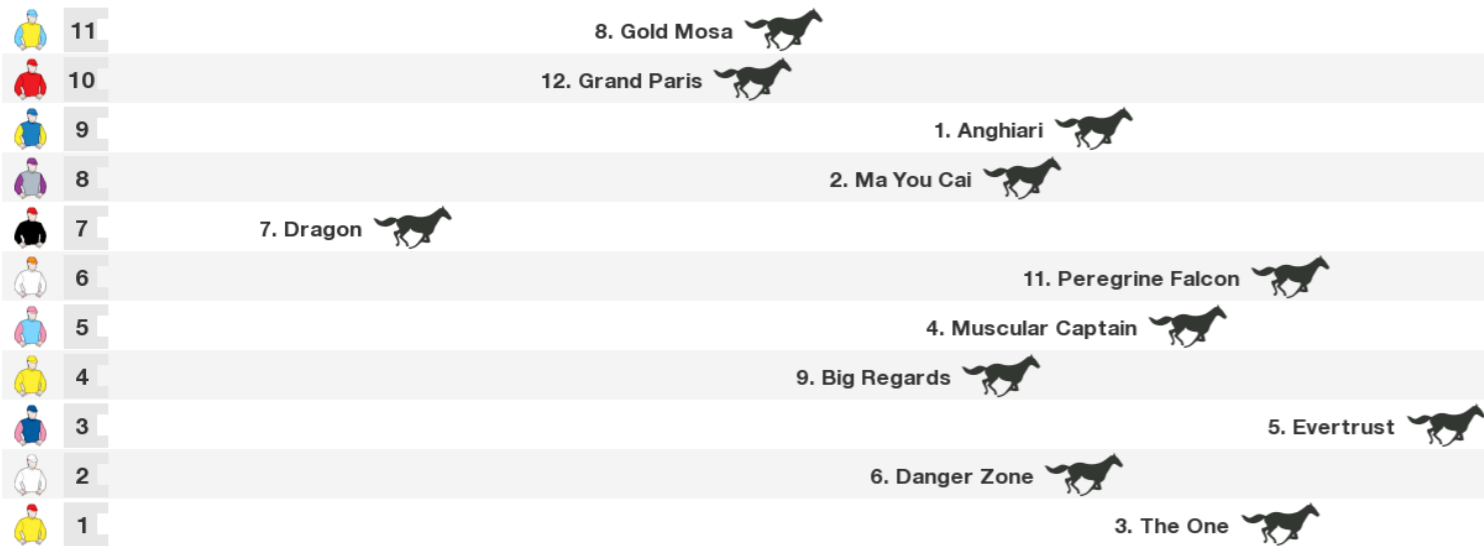 11 8. Gold Mosa
10 12. Grand Paris
9 1. Anghiari
8 2. Ma You Cai
7 7. Dragon
6 11. Peregrine Falcon
5 4. Muscular Captain
4 9. Big Regards
3 5. Evertrust
2 6. Danger Zone
1 3. The One